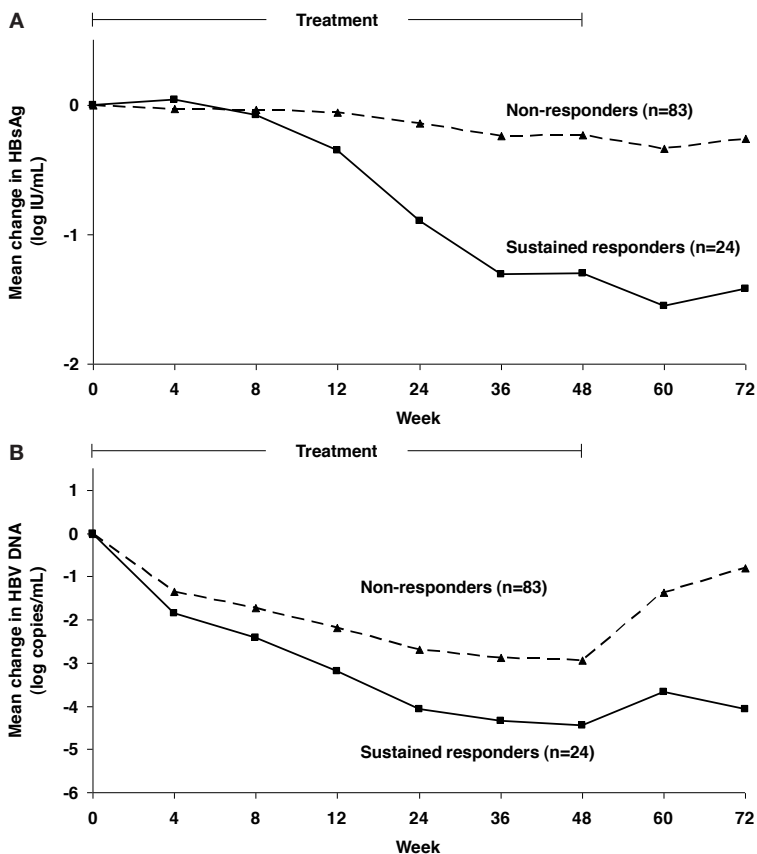 A
Treatment
Mean change in HBsAg
(log IU/mL)
0
-1
-2
Non-responders (n=83)
Sustained responders (n=24)
0 4 8 12 24 36 48 60 72
Week
B
Treatment
Mean change in HBV DNA
(log copies/mL)
1
0
-1
-2
-3
-4
-5
-6
Non-responders (n=83)
Sustained responders (n=24)
0 4 8 12 24 36 48 60 72
Week